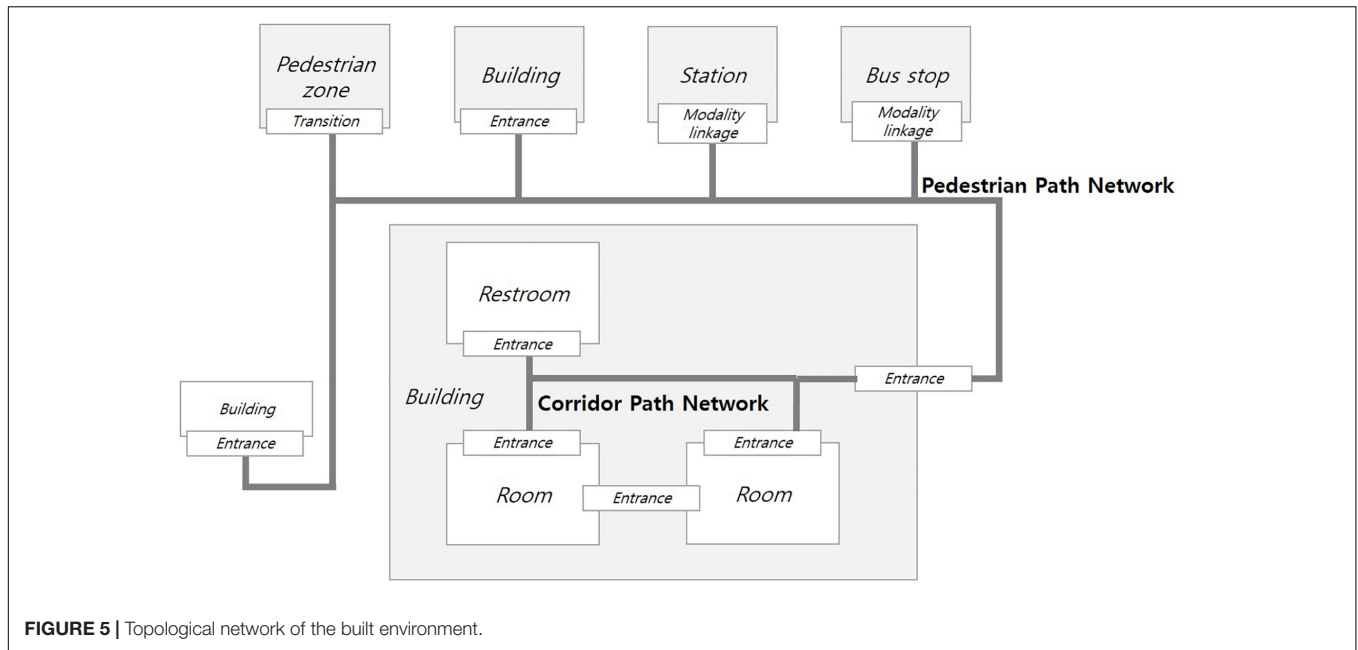 Pedestrian
zone
Transition
Building
Entrance
Station
Modality
linkage
Bus stop
Modality
linkage
Pedestrian Path Network
Restroom
Entrance
Building
Corridor Path Network
Entrance
Building
Entrance
Entrance
Room
Entrance
Entrance
Room
FIGURE 5 | Topological network of the built environment.